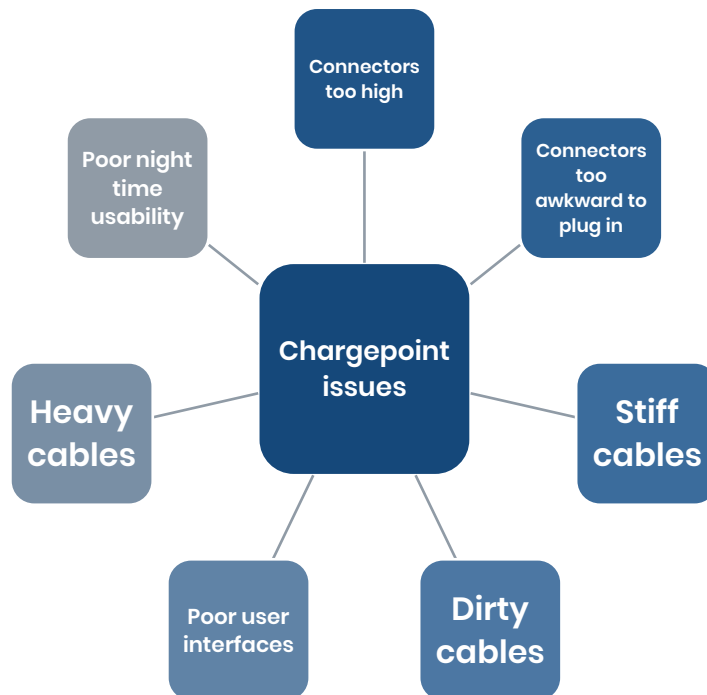 Connectors
too high
Connectors
too
awkward to
plug in
Stiff
cables
Dirty
cables
Poor user
interfaces
Heavy
cables
Poor night
time
usability
Chargepoint
issues